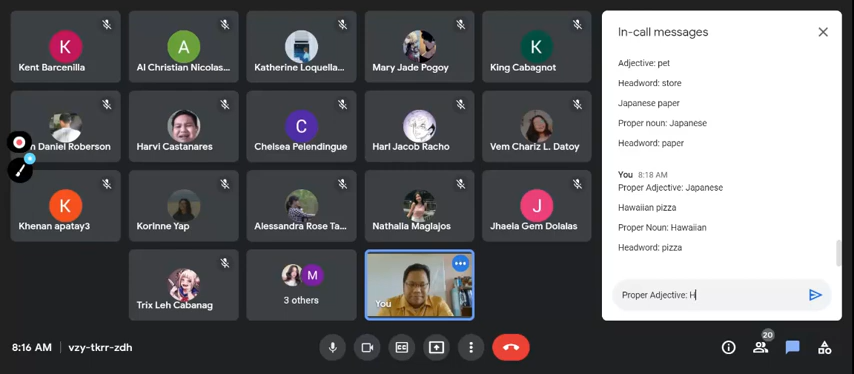 K
Kent Barcenilla
A
Al Christian Nicolas...
Katherine Loquella...
Mary Jade Pogoy
K
King Cabagnot
Daniel Roberson
Harvi Castañares
C
Chelsea Pelendingue
Harl Jacob Racho
Vem Chariz L. Datoy
K
Khenan apatay3
Korinne Yap
Alessandra Rose Ta...
Nathalia Maglajos
J
Jhaeia Gem Dolalas
Trix Leh Cabanag
M
3 others
You
8:16 AM | vzy-tkrr-zdh
CC
20
In-call messages
Adjective: pet
Headword: store
Japanese paper
Proper noun: Japanese
Headword: paper
You 8:18 AM
Proper Adjective: Japanese
Hawaiian pizza
Proper Noun: Hawaiian
Headword: pizza
Proper Adjective: H